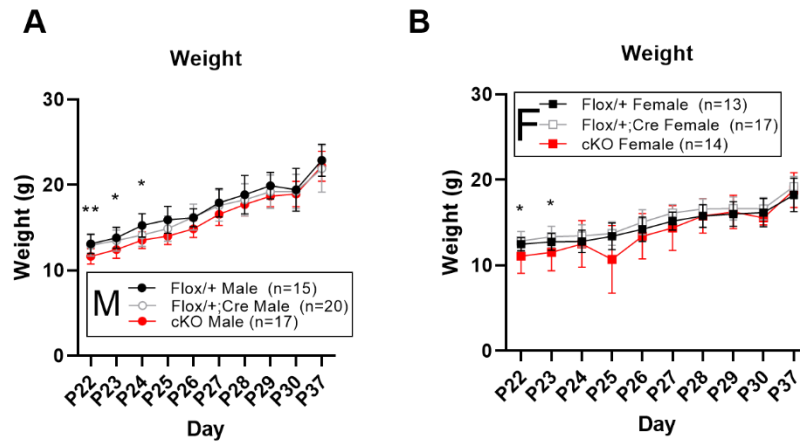 A
Weight
Weight (g)
30
20
10
0
**
*
*
M
Flox/+ Male (n=15)
Flox/+;Cre Male (n=20)
cKO Male (n=17)
P22
P23
P24
P25
P26
P27
P28
P29
P30
P37
Day
B
Weight
Weight (g)
30
20
10
0
F
Flox/+ Female (n=13)
Flox/+;Cre Female (n=17)
cKO Female (n=14)
*
*
P22
P23
P24
P25
P26
P27
P28
P29
P30
P37
Day